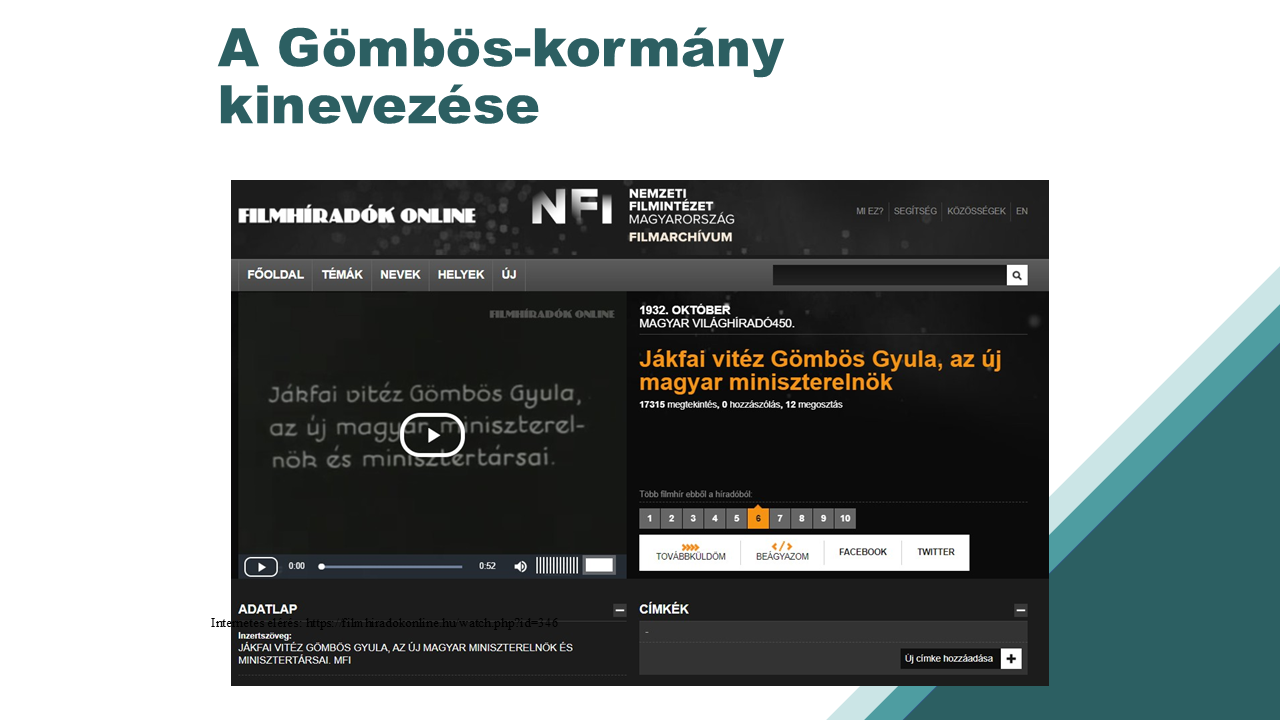 A Gömbös-kormány
kinevezése
FILMHÍRADÓK ONLINE
NFI
NEMZETI
FILMINTÉZET
MAGYARORSZÁG
FILMARCHÍVUM
MI EZ?
SEGÍTSÉG
KÖZÖSSÉGEK
EN
FŐOLDAL
TÉMÁK
NEVEK
HELYEK
ÚJ
FILMHÍRADÓK ONLINE
Jákfai vitéz Gömbös Gyula,
az új magyar miniszterel-
nök és minisztertársai.
0:00
0:52
1932. OKTÓBER
MAGYAR VILÁGHÍRADÓ450.
Jákfai vitéz Gömbös Gyula, az új
magyar miniszterelnök
17315 megtekintés, 0 hozzászólás, 12 megosztás
Több filmhír ebből a híradóból:
1 2 3 4 5 6 7 8 9 10
TOVÁBBKÜLDÖM
BEÁGYAZOM
FACEBOOK
TWITTER
ADATLAP
Internetes elérés: https://filmhiradokonline.hu/watch.php?id=346
Inzertszöveg:
JÁKFAI VITÉZ GÖMBÖS GYULA, AZ ÚJ MAGYAR MINISZTERELNÖK ÉS
MINISZTERTÁRSAI. MFI
CÍMKÉK
-
Új címke hozzáadása